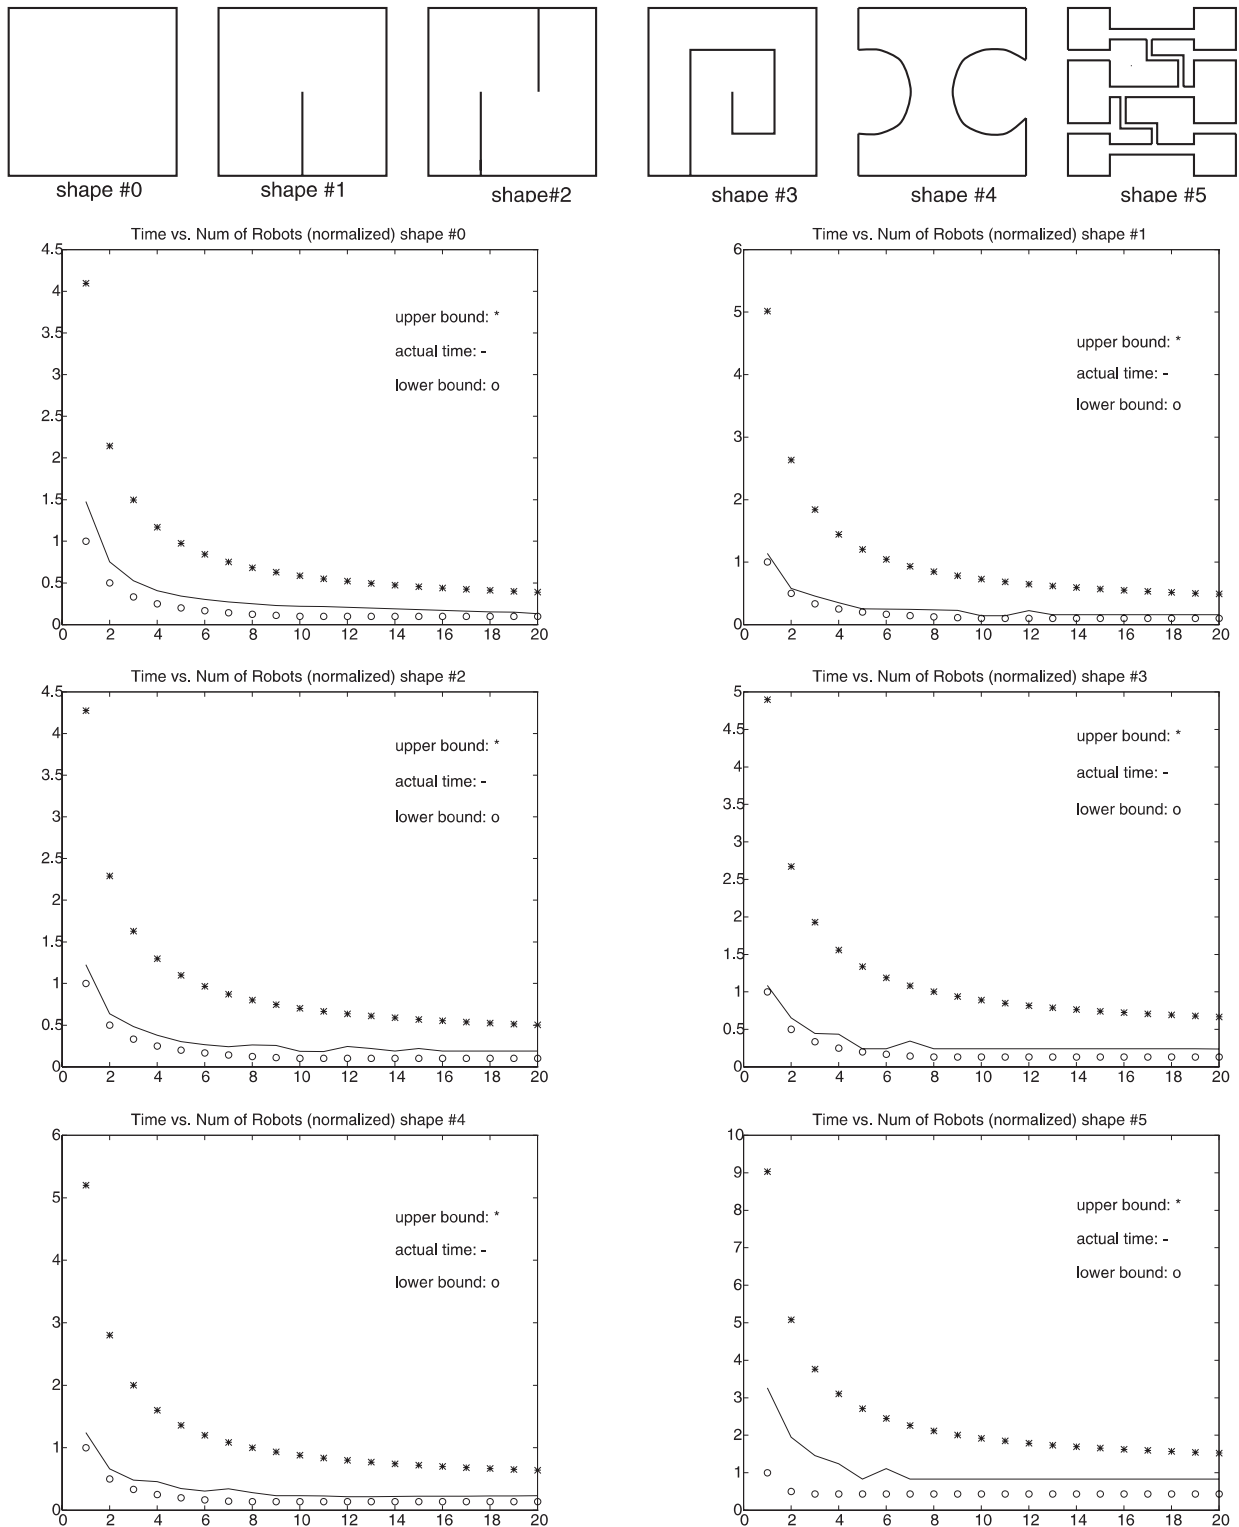 shape #0
shape #1
shape#2
shape #3
shape #4
shape #5
Time vs. Num of Robots (normalized) shape #0
4.5
4
3.5
3
2.5
2
1.5
1
0.5
0
upper bound: *
actual time: -
lower bound: o
0 2 4 6 8 10 12 14 16 18 20
Time vs. Num of Robots (normalized) shape #1
6
5
4
3
2
1
0
upper bound: *
actual time: -
lower bound: o
0 2 4 6 8 10 12 14 16 18 20
Time vs. Num of Robots (normalized) shape #2
4.5
4
3.5
3
2.5
2
1.5
1
0.5
0
upper bound: *
actual time: -
lower bound: o
0 2 4 6 8 10 12 14 16 18 20
Time vs. Num of Robots (normalized) shape #3
5
4.5
4
3.5
3
2.5
2
1.5
1
0.5
0
upper bound: *
actual time: -
lower bound: o
0 2 4 6 8 10 12 14 16 18 20
Time vs. Num of Robots (normalized) shape #4
6
5
4
3
2
1
0
upper bound: *
actual time: -
lower bound: o
0 2 4 6 8 10 12 14 16 18 20
Time vs. Num of Robots (normalized) shape #5
10
9
8
7
6
5
4
3
2
1
0
upper bound: *
actual time: -
lower bound: o
0 2 4 6 8 10 12 14 16 18 20